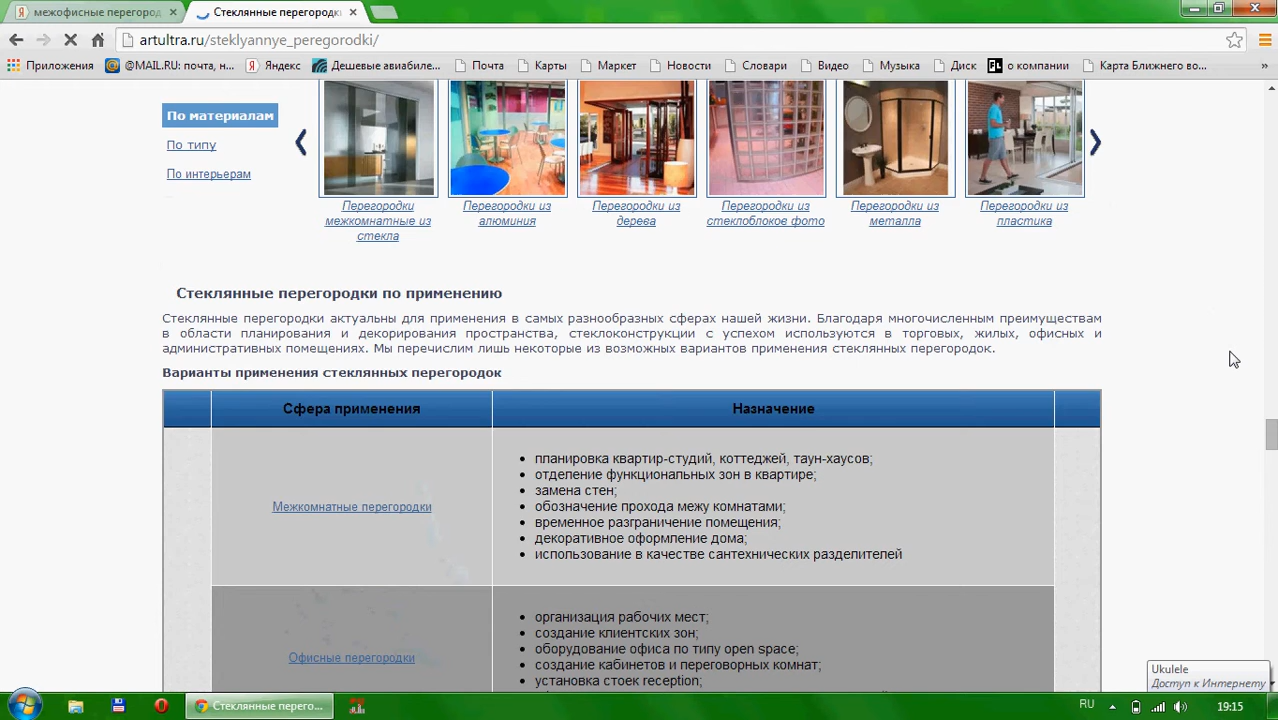 межофисные перегород
Стеклянные перегородки
artultra.ru/steklyannye_peregorodki/
Приложения
@MAIL.RU: почта, н...
Яндекс
Дешевые авиабиле...
Почта
Карты
Маркет
Новости
Словари
Видео
Музыка
Диск
о компании
Карта Ближнего во...
»
По материалам
По типу
По интерьерам
Перегородки
межкомнатные из
стекла
Перегородки из
алюминия
Перегородки из
дерева
Перегородки из
стеклоблокое фото
Перегородки из
металла
Перегородки из
пластика
Стеклянные перегородки по применению
Стеклянные перегородки актуальны для применения в самых разнообразных сферах нашей жизни. Благодаря многочисленным преимуществам
в области планирования и декорирования пространства, стеклоконструкции с успехом используются в торговых, жилых, офисных и
административных помещениях. Мы перечислим лишь некоторые из возможных вариантов применения стеклянных перегородок.
Варианты применения стеклянных перегородок
Сфера применения
Назначение
Межкомнатные перегородки
планировка квартир-студий, коттеджей, таун-хаусов;
отделение функциональных зон в квартире;
замена стен;
обозначение прохода межу комнатами;
временное разграничение помещения;
декоративное оформление дома;
использование в качестве сантехнических разделителей
Офисные перегородки
организация рабочих мест;
создание клиентских зон;
оборудование офиса по типу open space;
создание кабинетов и переговорных комнат;
установка стоек reception;
Ukulele
Доступ к Интернету
Стеклянные перего...
RU
19:15